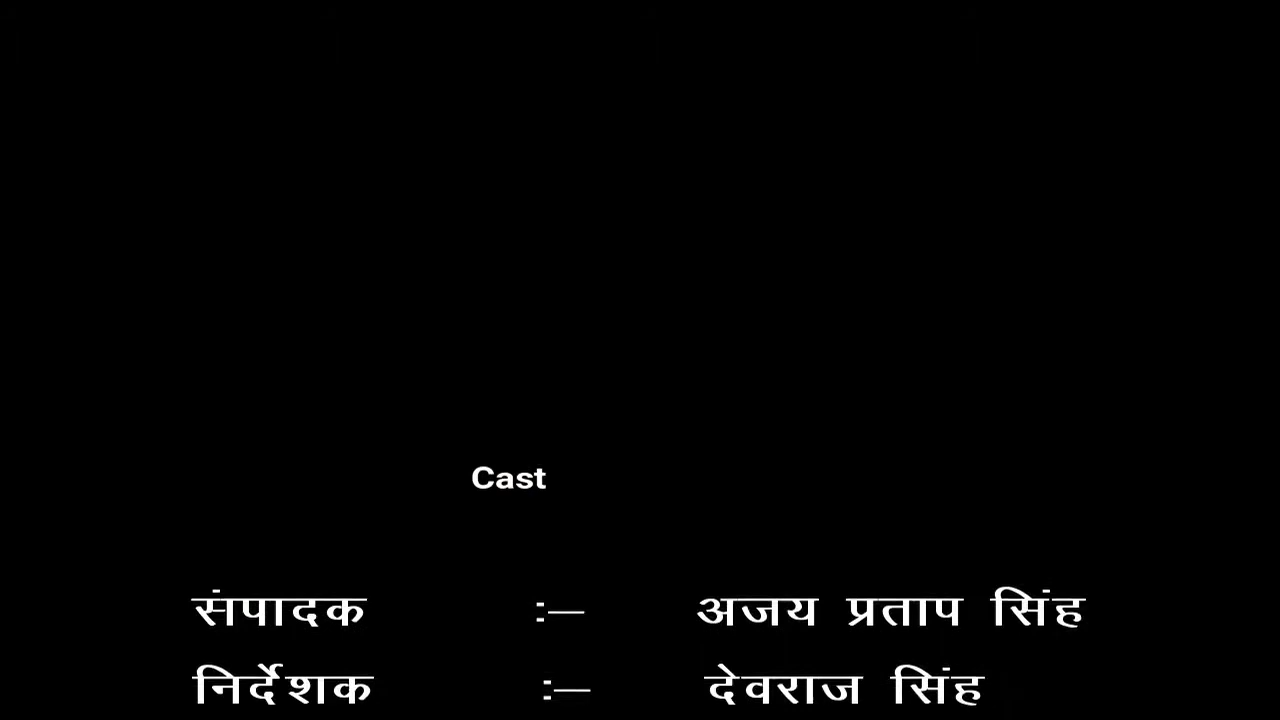 Cast
संपादक :— अजय प्रताप सिंह
निर्देशक :— देवराज सिंह